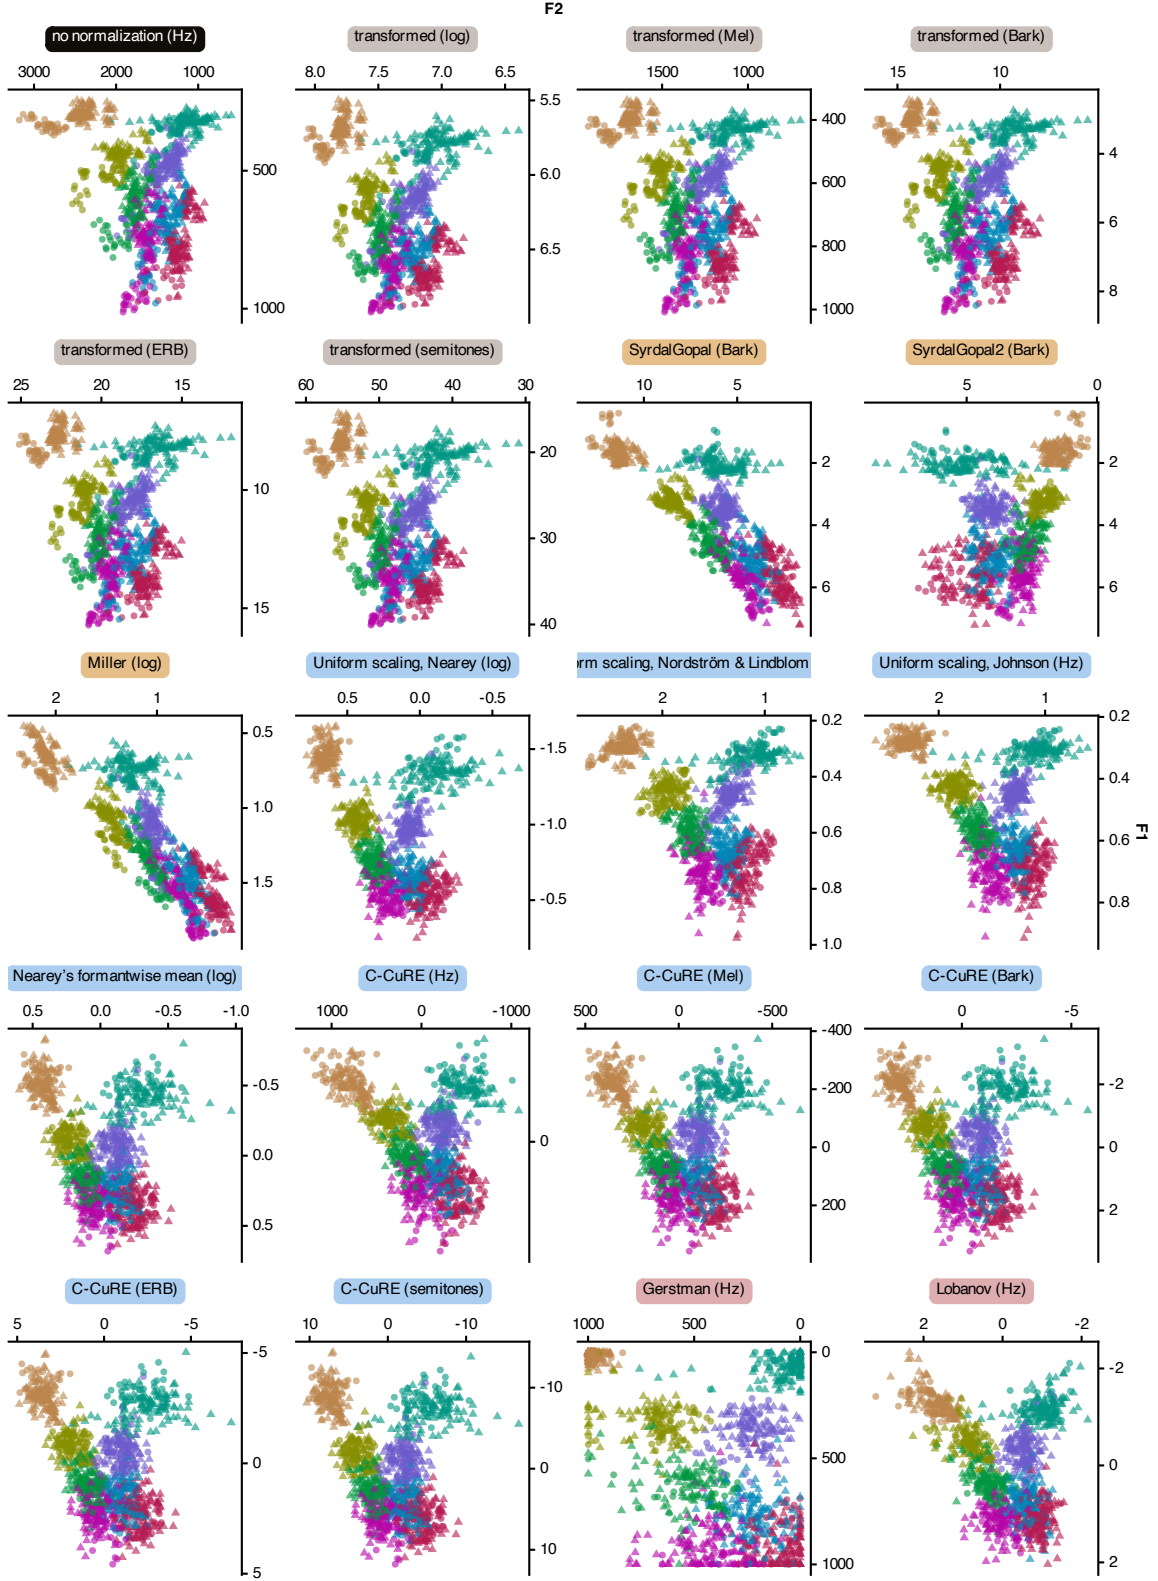 F2
no normalization (Hz)
transformed (log)
transformed (Mel)
transformed (Bark)
3000 2000 1000
8.0 7.5 7.0 6.5
1500 1000
15 10
500
1000
5.5
6.0
6.5
400
600
800
1000
4
6
8
transformed (ERB)
transformed (semitones)
SyrdalGopal (Bark)
SyrdalGopal2 (Bark)
25 20 15
60 50 40 30
10 5
5 0
10
15
20
30
40
2
4
6
2
4
6
Miller (log)
Uniform scaling, Nearey (log)
rm scaling, Nordström & Lindblom
Uniform scaling, Johnson (Hz)
2 1
0.5 0.0 -0.5
2 1
2 1
0.5
1.0
1.5
-1.5
-1.0
-0.5
0.2
0.4
0.6
0.8
1.0
0.2
0.4
0.6
0.8
F1
Nearey's formantwise mean (log)
C-CuRE (Hz)
C-CuRE (Mel)
C-CuRE (Bark)
0.5 0.0 -0.5 -1.0
1000 0 -1000
500 0 -500
0 -5
-0.5
0.0
0.5
0
-400
-200
0
200
-2
0
2
C-CuRE (ERB)
C-CuRE (semitones)
Gerstman (Hz)
Lobanov (Hz)
5 0 -5
10 0 -10
1000 500 0
2 0 -2
-5
0
5
-10
0
10
0
500
1000
-2
0
2